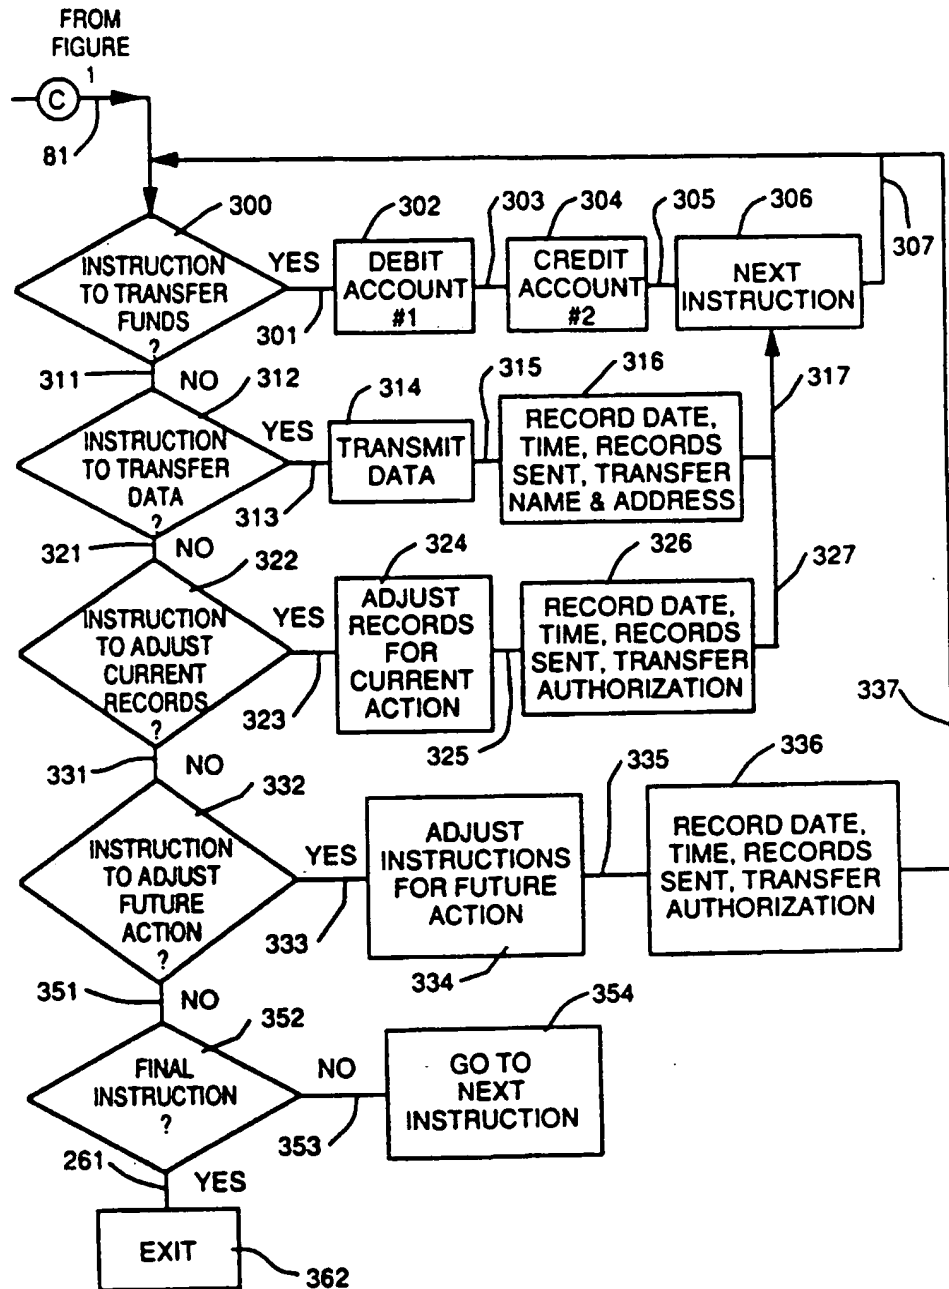 FROM
FIGURE
1
C
81
300
INSTRUCTION
TO TRANSFER
FUNDS
?
YES
301
302
DEBIT
ACCOUNT
#1
303
304
CREDIT
ACCOUNT
#2
305
306
NEXT
INSTRUCTION
307
311
NO
312
INSTRUCTION
TO TRANSFER
DATA
?
YES
313
314
TRANSMIT
DATA
315
316
RECORD DATE,
TIME, RECORDS
SENT, TRANSFER
NAME & ADDRESS
317
321
NO
322
INSTRUCTION
TO ADJUST
CURRENT
RECORDS
?
YES
323
324
ADJUST
RECORDS
FOR
CURRENT
ACTION
325
326
RECORD DATE,
TIME, RECORDS
SENT, TRANSFER
AUTHORIZATION
327
331
NO
332
INSTRUCTION
TO ADJUST
FUTURE
ACTION
?
YES
333
ADJUST
INSTRUCTIONS
FOR FUTURE
ACTION
334
335
336
RECORD DATE,
TIME, RECORDS
SENT, TRANSFER
AUTHORIZATION
337
351
NO
352
FINAL
INSTRUCTION
?
NO
353
354
GO TO
NEXT
INSTRUCTION
261
YES
EXIT
362